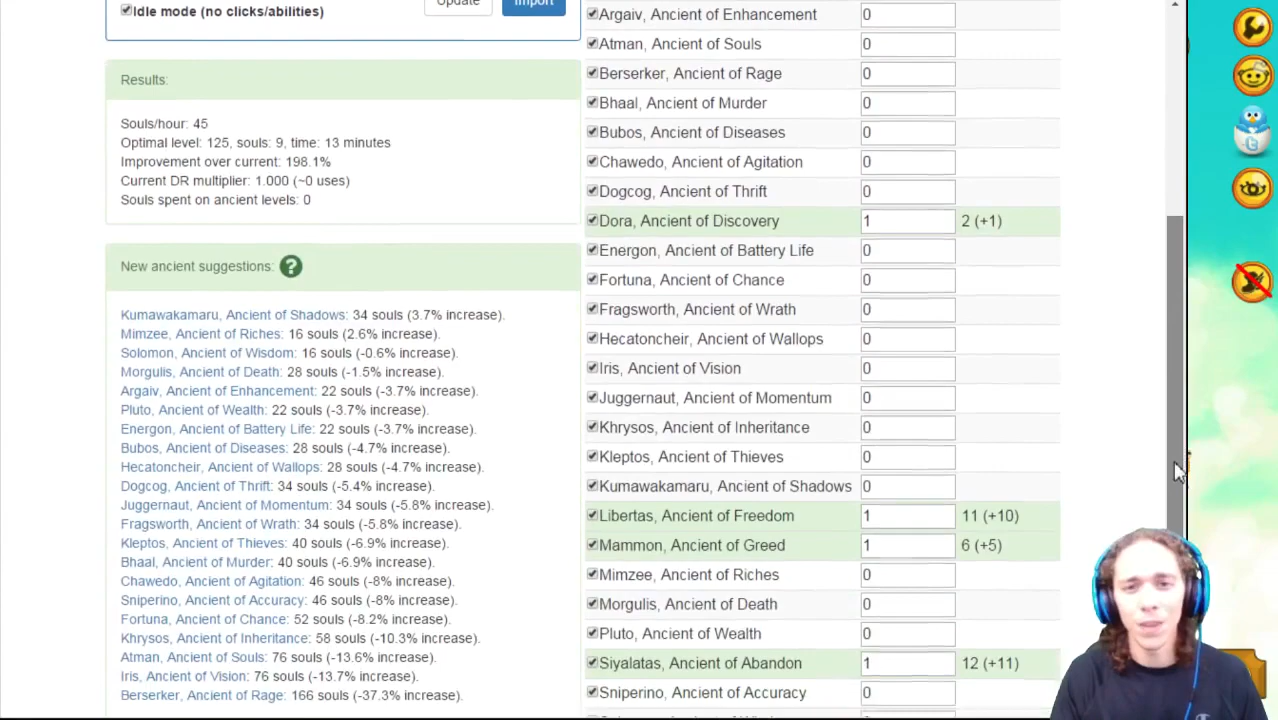 Idle mode (no clicks/abilities)
Update
Import
Results:
Souls/hour: 45
Optimal level: 125, souls: 9, time: 13 minutes
Improvement over current: 198.1%
Current DR multiplier: 1.000 (~0 uses)
Souls spent on ancient levels: 0
New ancient suggestions: ?
Kumawakamaru, Ancient of Shadows: 34 souls (3.7% increase).
Mimzee, Ancient of Riches: 16 souls (2.6% increase).
Solomon, Ancient of Wisdom: 16 souls (-0.6% increase).
Morgulis, Ancient of Death: 28 souls (-1.5% increase).
Argaiv, Ancient of Enhancement: 22 souls (-3.7% increase).
Pluto, Ancient of Wealth: 22 souls (-3.7% increase).
Energon, Ancient of Battery Life: 22 souls (-3.7% increase).
Bubos, Ancient of Diseases: 28 souls (-4.7% increase).
Hecatoncheir, Ancient of Wallops: 28 souls (-4.7% increase).
Dogcog, Ancient of Thrift: 34 souls (-5.4% increase).
Juggernaut, Ancient of Momentum: 34 souls (-5.8% increase).
Fragsworth, Ancient of Wrath: 34 souls (-5.8% increase).
Kleptos, Ancient of Thieves: 40 souls (-6.9% increase).
Bhaal, Ancient of Murder: 40 souls (-6.9% increase).
Chawedo, Ancient of Agitation: 46 souls (-8% increase).
Sniperino, Ancient of Accuracy: 46 souls (-8% increase).
Fortuna, Ancient of Chance: 52 souls (-8.2% increase).
Khrysos, Ancient of Inheritance: 58 souls (-10.3% increase).
Atman, Ancient of Souls: 76 souls (-13.6% increase).
Iris, Ancient of Vision: 76 souls (-13.7% increase).
Berserker, Ancient of Rage: 166 souls (-37.3% increase).
Argaiv, Ancient of Enhancement 0
Atman, Ancient of Souls 0
Berserker, Ancient of Rage 0
Bhaal, Ancient of Murder 0
Bubos, Ancient of Diseases 0
Chawedo, Ancient of Agitation 0
Dogcog, Ancient of Thrift 0
Dora, Ancient of Discovery 1 2 (+1)
Energon, Ancient of Battery Life 0
Fortuna, Ancient of Chance 0
Fragsworth, Ancient of Wrath 0
Hecatoncheir, Ancient of Wallops 0
Iris, Ancient of Vision 0
Juggernaut, Ancient of Momentum 0
Khrysos, Ancient of Inheritance 0
Kleptos, Ancient of Thieves 0
Kumawakamaru, Ancient of Shadows 0
Libertas, Ancient of Freedom 1 11 (+10)
Mammon, Ancient of Greed 1 6 (+5)
Mimzee, Ancient of Riches 0
Morgulis, Ancient of Death 0
Pluto, Ancient of Wealth 0
Siyalatas, Ancient of Abandon 1 12 (+11)
Sniperino, Ancient of Accuracy 0